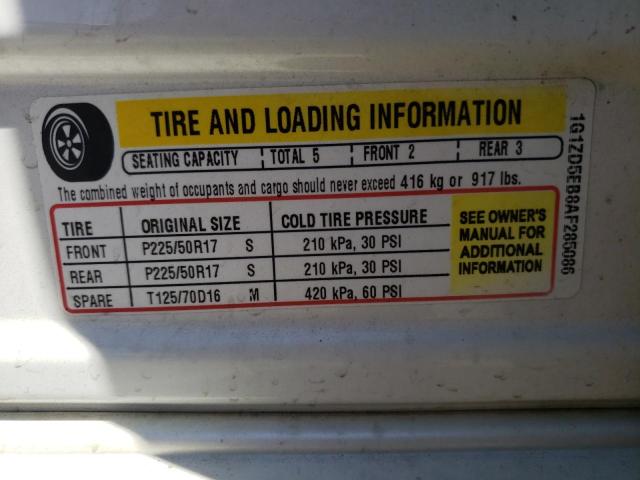 TIRE AND LOADING INFORMATION
SEATING CAPACITY TOTAL 5 FRONT 2 REAR 3
The combined weight of occupants and cargo should never exceed 416 kg or 917 lbs.
TIRE ORIGINAL SIZE COLD TIRE PRESSURE
FRONT P225/50R17 S 210 kPa, 30 PSI
REAR P225/50R17 S 210 kPa, 30 PSI
SPARE T125/70D16 M 420 kPa, 60 PSI
SEE OWNER'S
MANUAL FOR
ADDITIONAL
INFORMATION
1G1ZD5EB8AF285086